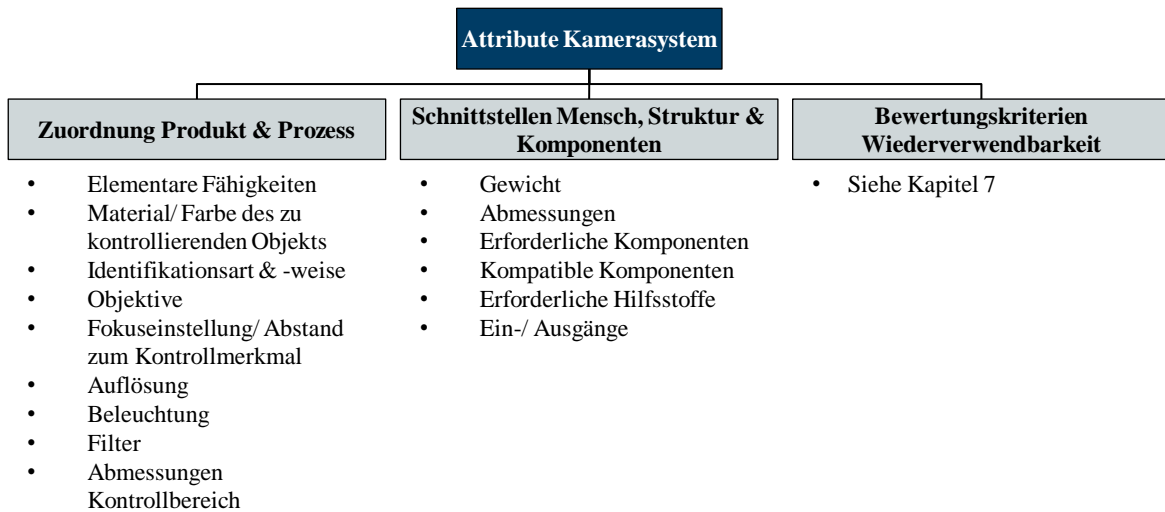 Attribute Kamerasystem
Zuordnung Produkt & Prozess
• Elementare Fähigkeiten
• Material/ Farbe des zu
kontrollierenden Objekts
• Identifikationsart & -weise
• Objektive
• Fokuseinstellung/ Abstand
zum Kontrollmerkmal
• Auflösung
• Beleuchtung
• Filter
• Abmessungen
Kontrollbereich
Schnittstellen Mensch, Struktur &
Komponenten
• Gewicht
• Abmessungen
• Erforderliche Komponenten
• Kompatible Komponenten
• Erforderliche Hilfsstoffe
• Ein-/ Ausgänge
Bewertungskriterien
Wiederverwendbarkeit
• Siehe Kapitel 7